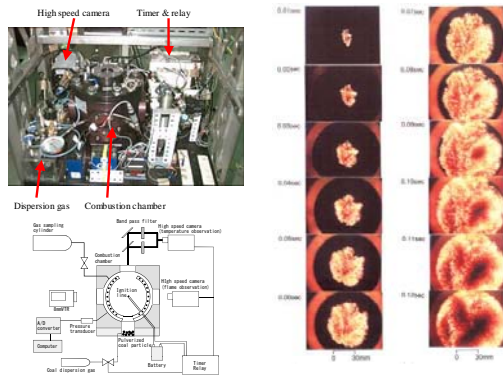 High speed camera
Timer & relay
Dispersion gas
Combustion chamber
Gas sampling
cylinder
Band pass filter
High speed camera
(temperature observation)
Combustion
chamber
Ignition
line
High speed camera
(flame observation)
A/D
converter
Pressure
transducer
Computer
Pulverized
coal particle
Battery
Coal dispersion gas
Timer
Relay
0.01sec
0.02sec
0.03sec
0.04sec
0.05sec
0.06sec
0 30mm
0.07sec
0.08sec
0.09sec
0.10sec
0.11sec
0.12sec
0 30mm